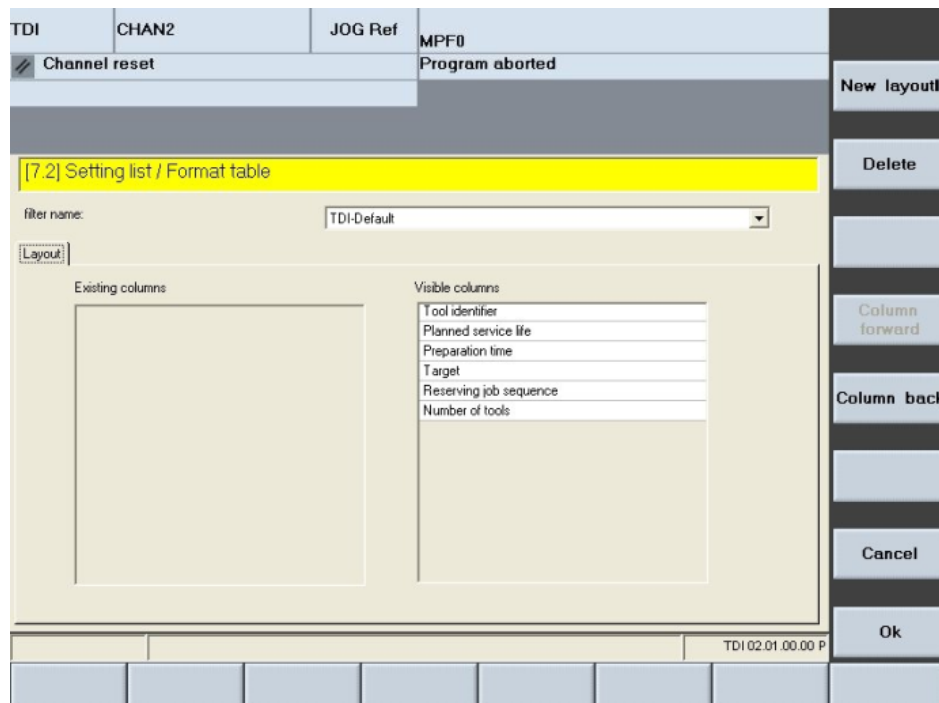 TDI CHAN2 JOG Ref MPF0
Channel reset Program aborted
New layout
[7.2] Setting list / Format table
Delete
filter name: TDI-Default
Layout
Existing columns Visible columns
Tool identifier
Planned service life
Preparation time
Target
Reserving job sequence
Number of tools
Column
forward
Column back
Cancel
Ok
TDI 02.01.00.00 P